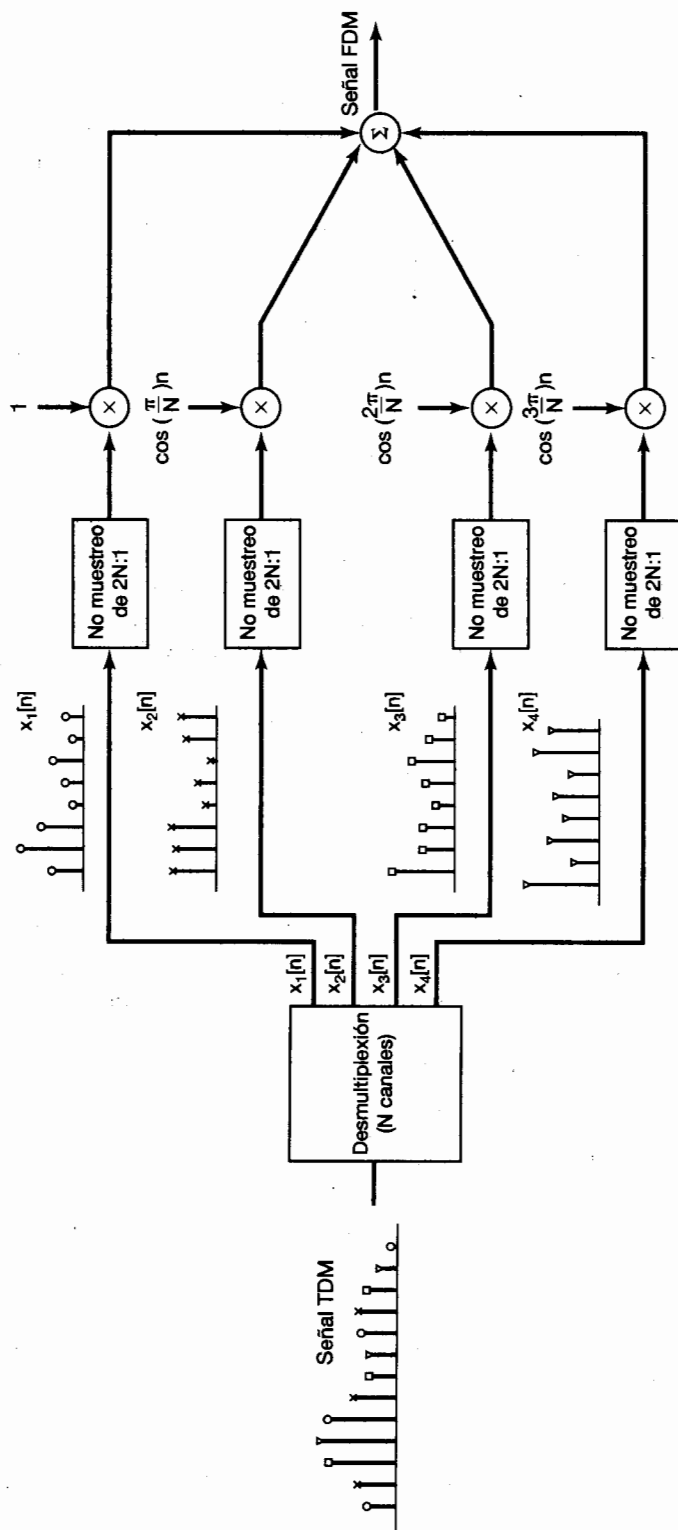 Señal TDM
Desmultiplexión
(N canales)
x₁[n]
x₂[n]
x₃[n]
x₄[n]
x₁[n]
x₂[n]
x₃[n]
x₄[n]
No muestreo
de 2N:1
No muestreo
de 2N:1
No muestreo
de 2N:1
No muestreo
de 2N:1
1
cos (π/N)n
cos (2π/N)n
cos (3π/N)n
×
×
×
×
Σ
Señal FDM